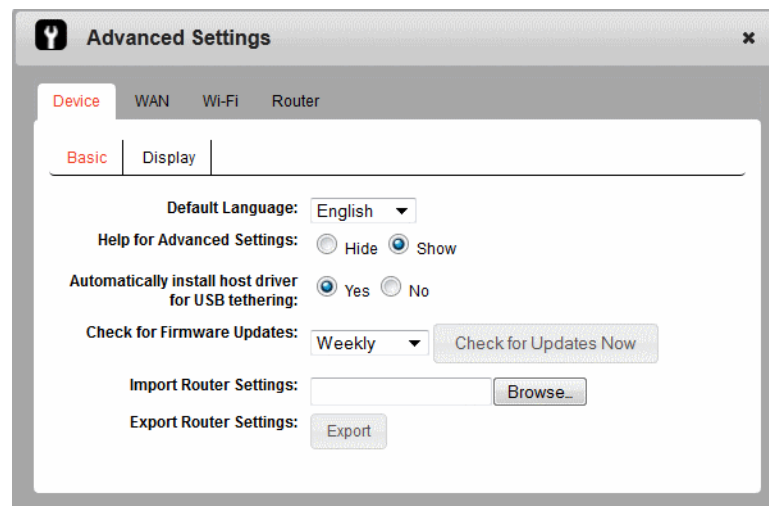 Advanced Settings
Device WAN Wi-Fi Router
Basic Display
Default Language: English
Help for Advanced Settings: Hide Show
Automatically install host driver
for USB tethering: Yes No
Check for Firmware Updates: Weekly Check for Updates Now
Import Router Settings: Browse...
Export Router Settings: Export